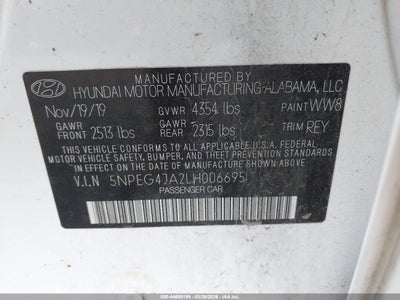 MANUFACTURED BY
HYUNDAI MOTOR MANUFACTURING-ALABAMA, LLC
Nov/19/19 GVWR 4354 lbs PAINT WW8
GAWR FRONT 2513 lbs GAWR REAR 2315 lbs TRIM REY
THIS VEHICLE CONFORMS TO ALL APPLICABLE U.S.A FEDERAL
MOTOR VEHICLE SAFETY, BUMPER, AND THEFT PREVENTION STANDARDS
IN EFFECT ON THE DATE OF MANUFACTURE SHOWN ABOVE.
V.I.N 5NPEG4JA2LH006695
PASSENGER CAR